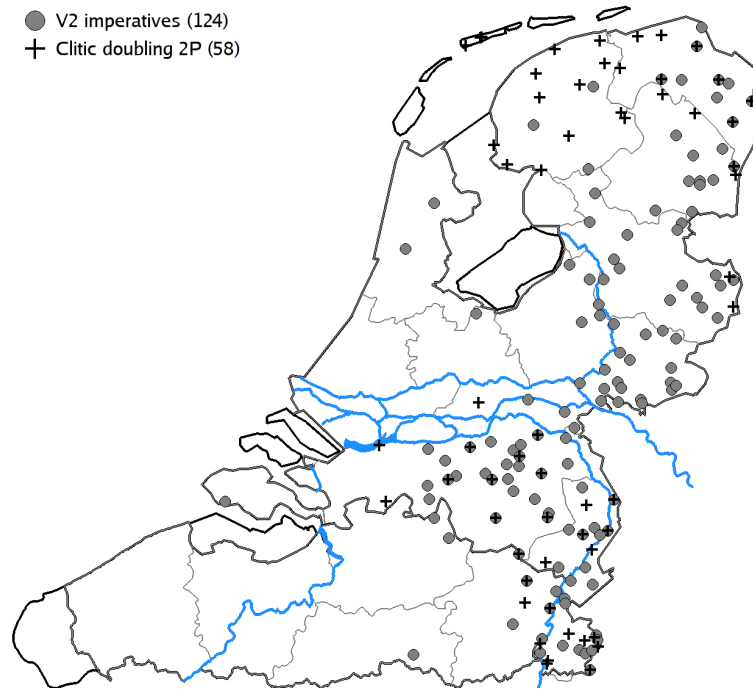 V2 imperatives (124)
Clitic doubling 2P (58)